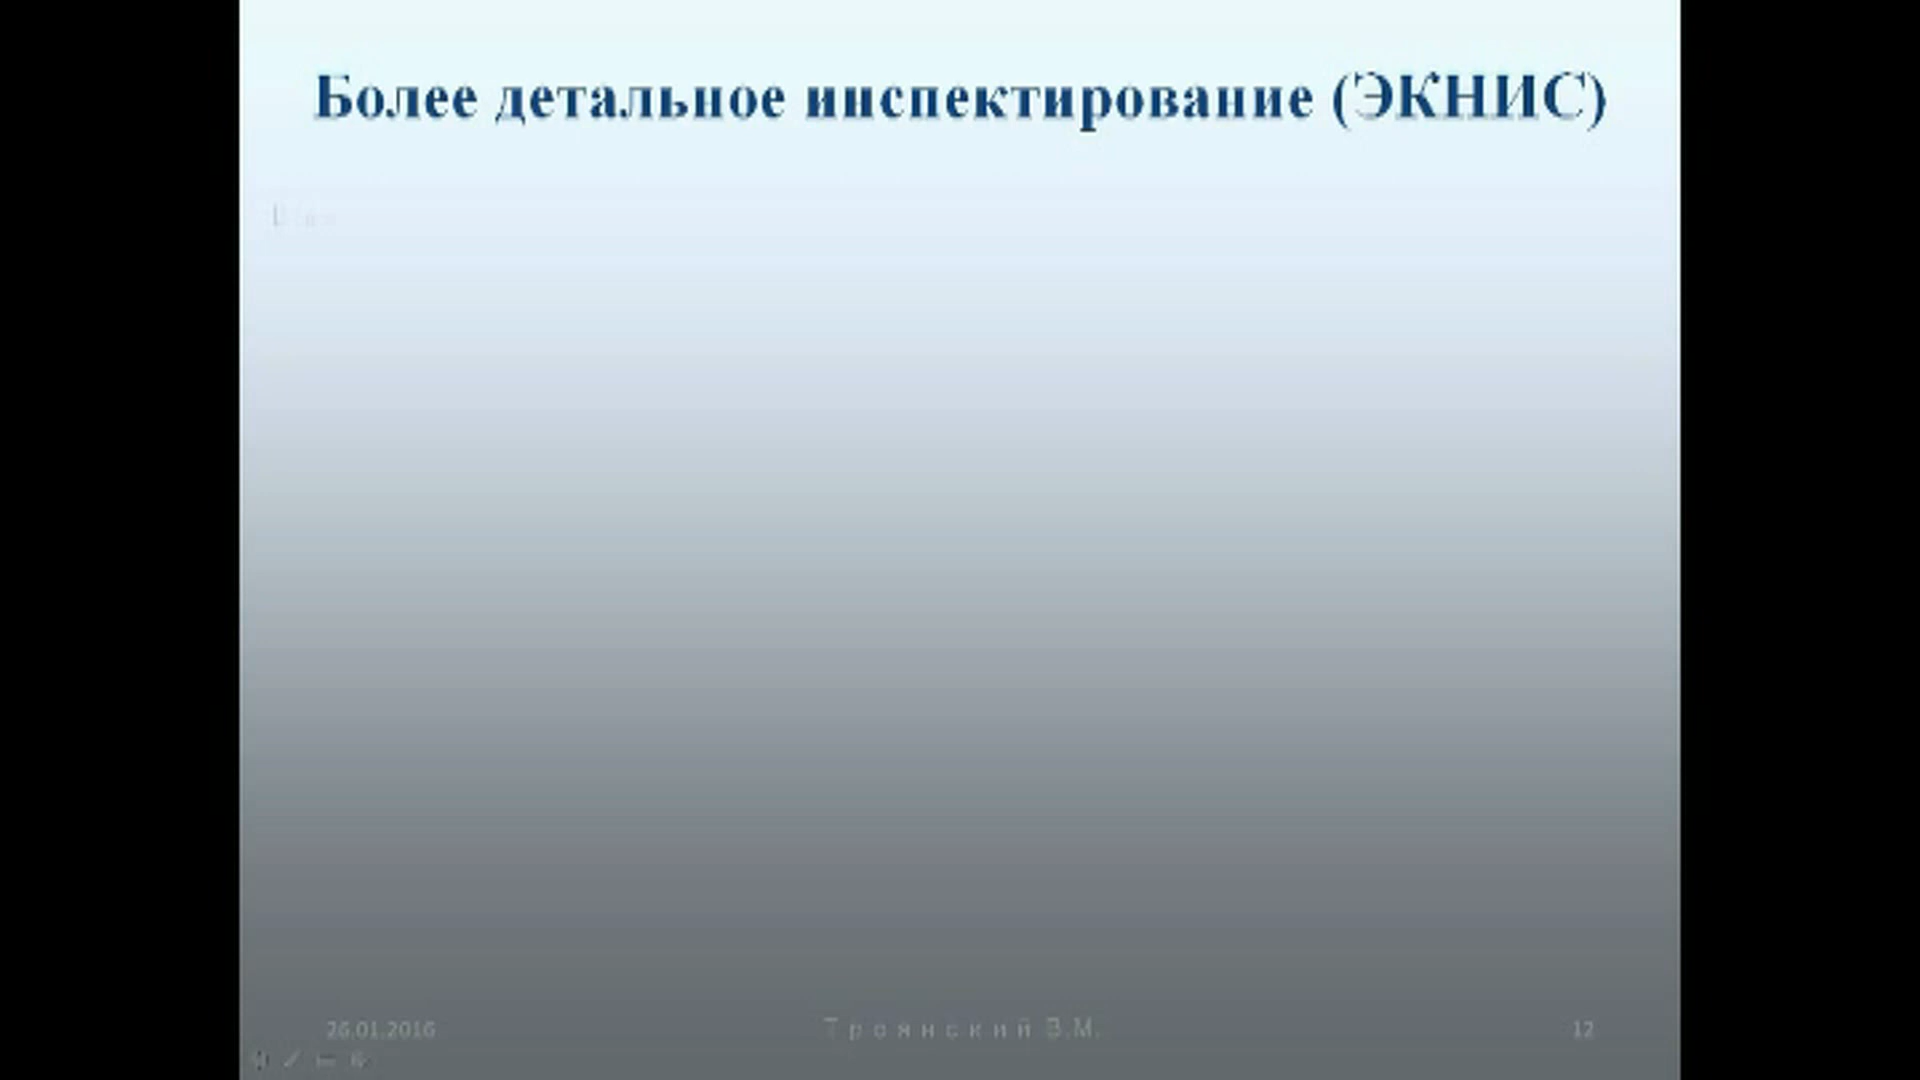 Более детальное инспектирование (ЭКНИС)
26.01.2016
Троянский В.М.
12